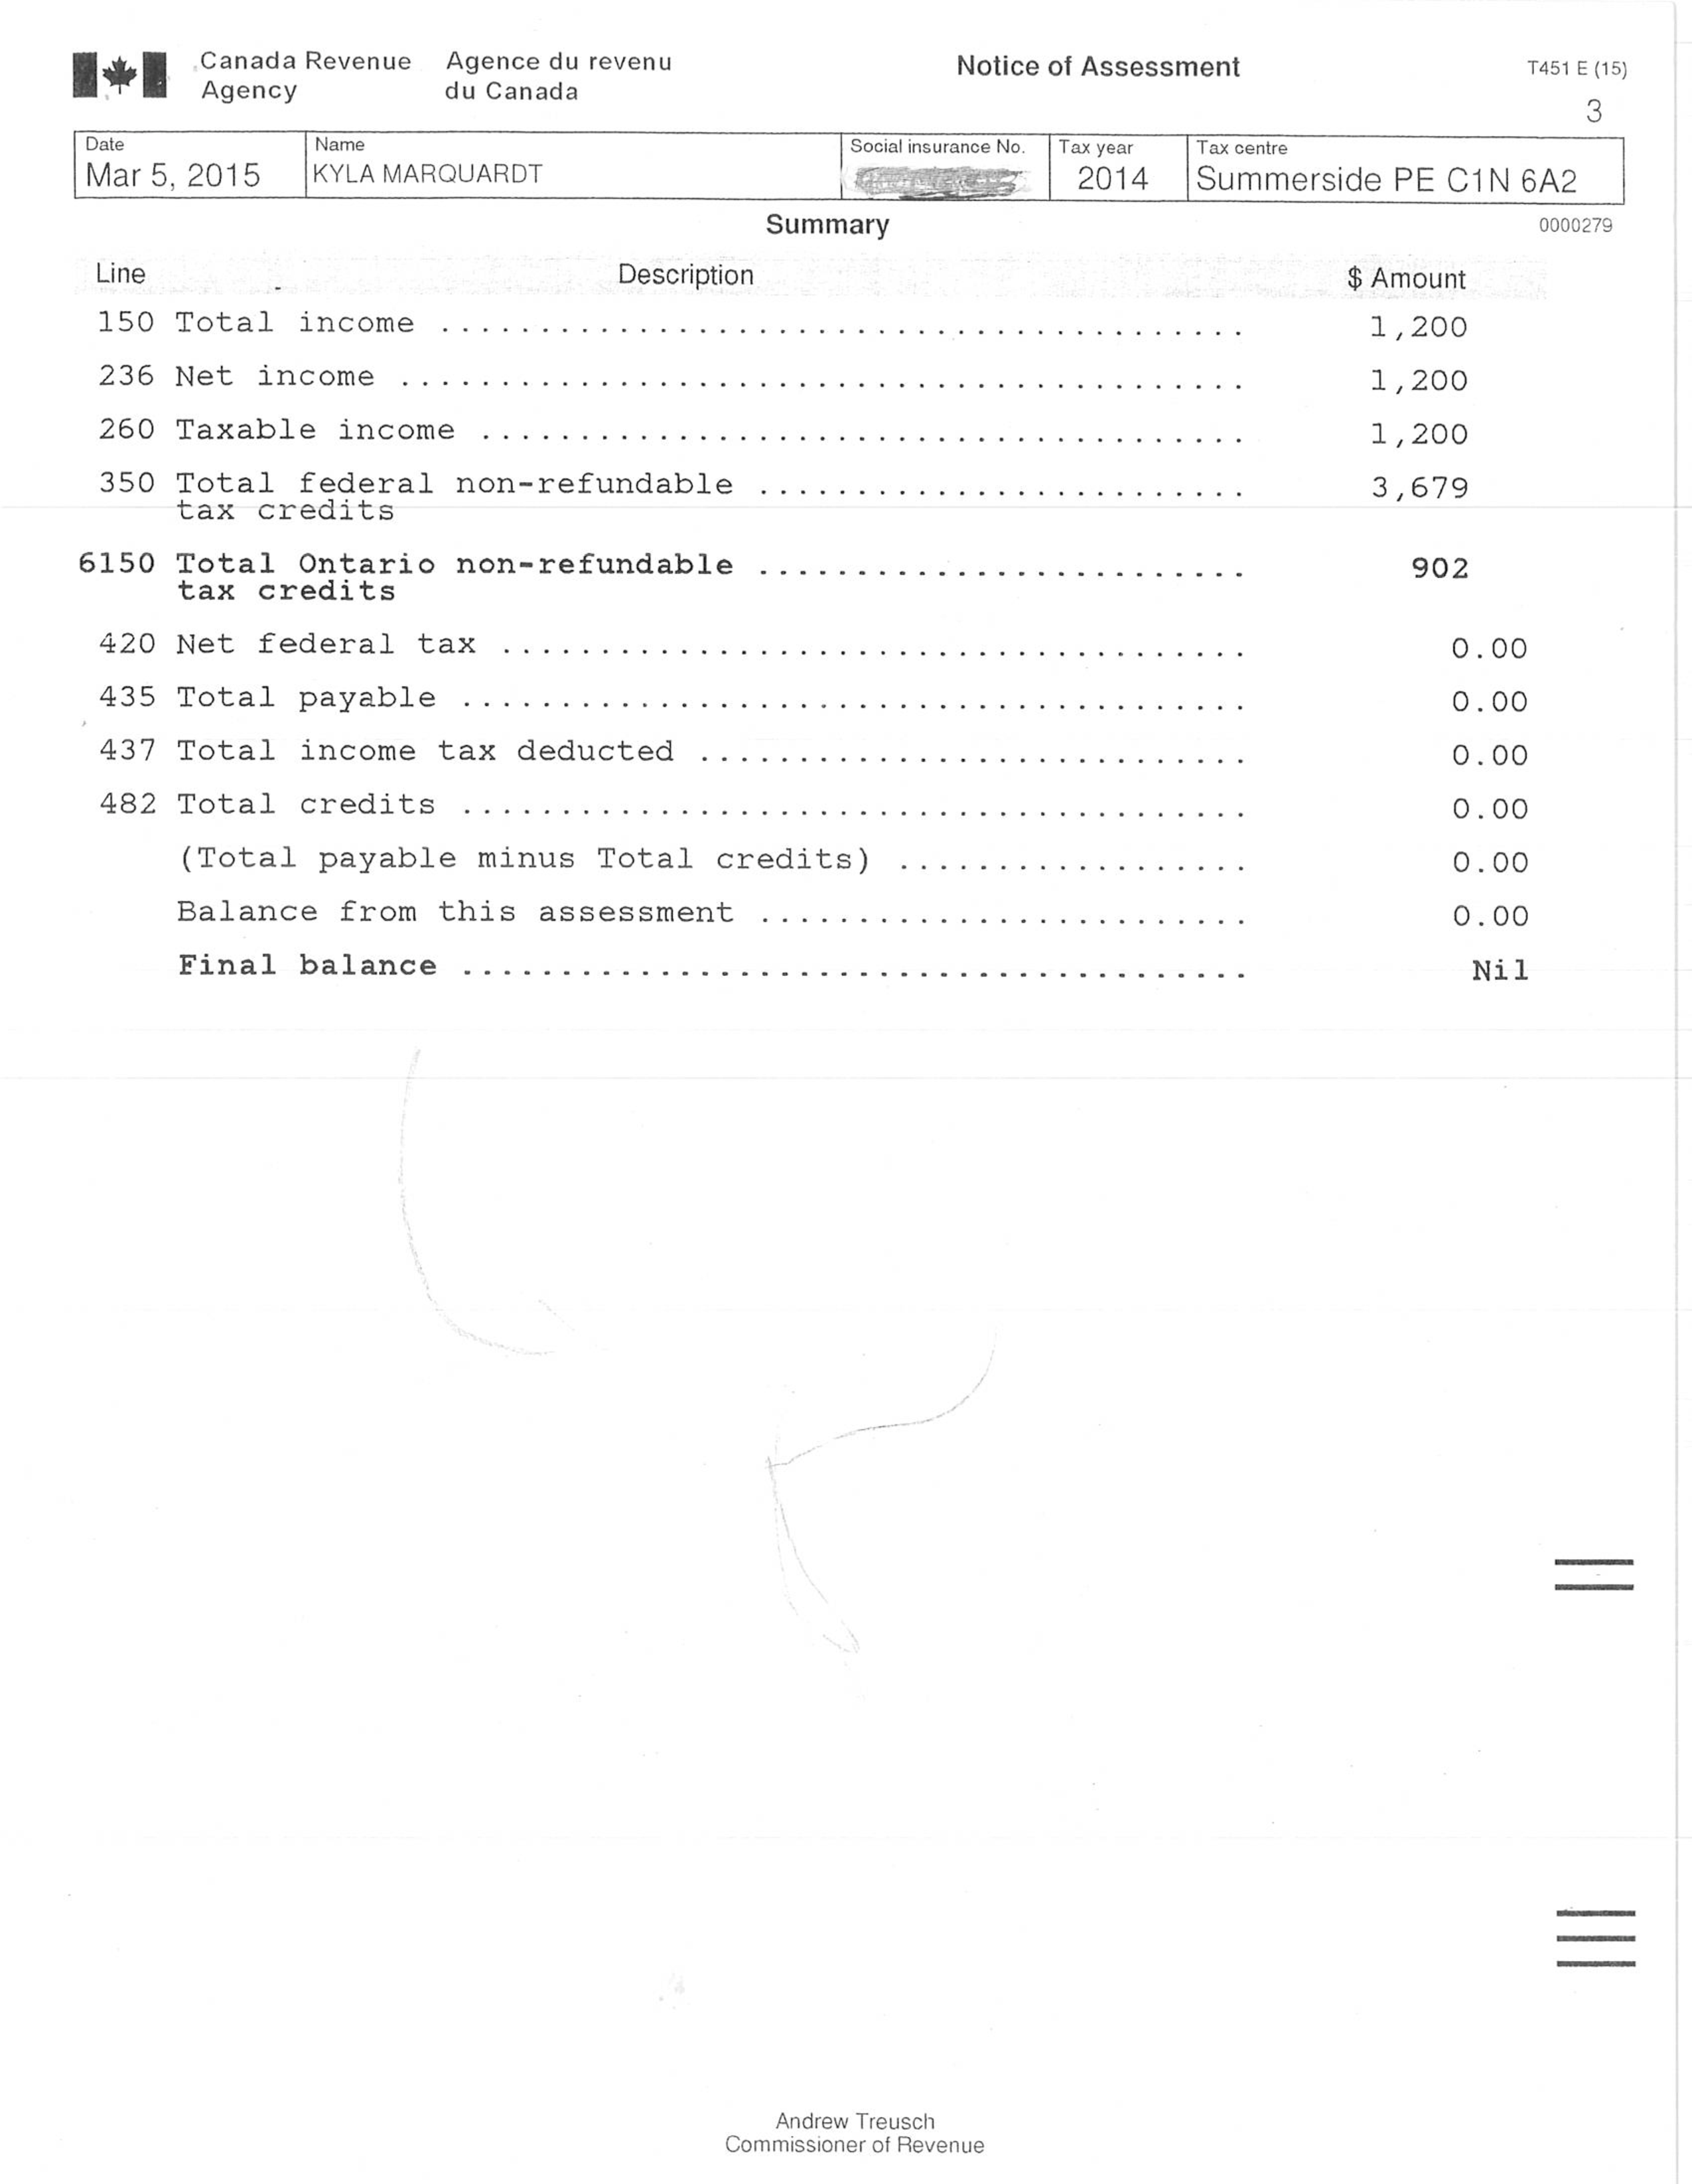 Canada Revenue Agency
Agence du revenu du Canada
Notice of Assessment
T451 E (15)
3
Date
Mar 5, 2015
Name
KYLA MARQUARDT
Social insurance No.
Tax year
2014
Tax centre
Summerside PE C1N 6A2
Summary
0000279
Line Description $ Amount
150 Total income ........................................ 1,200
236 Net income .......................................... 1,200
260 Taxable income ...................................... 1,200
350 Total federal non-refundable ........................ 3,679
tax credits
6150 Total Ontario non-refundable ......................... 902
tax credits
420 Net federal tax ..................................... 0.00
435 Total payable ....................................... 0.00
437 Total income tax deducted ........................... 0.00
482 Total credits ....................................... 0.00
(Total payable minus Total credits) ................. 0.00
Balance from this assessment ........................ 0.00
Final balance ....................................... Nil
Andrew Treusch
Commissioner of Revenue